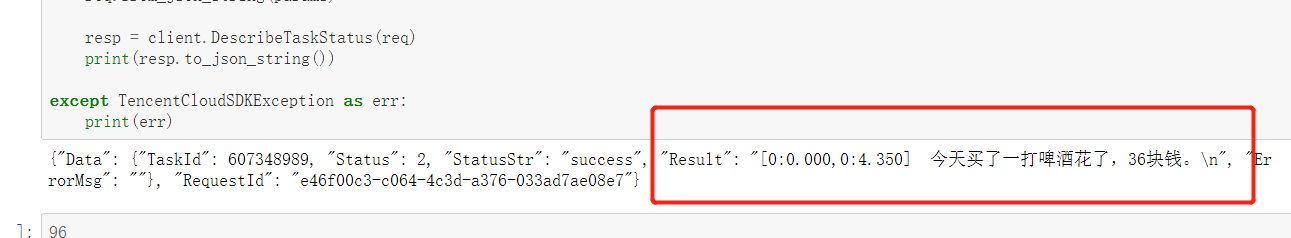 resp = client.DescribeTaskStatus(req)
print(resp.to_json_string())
except TencentCloudSDKException as err:
print(err)
{"Data": {"TaskId": 607348989, "Status": 2, "StatusStr": "success", "Result": "[0:0.000,0:4.350]  今天买了一打啤酒花了，36块钱。\n", "Er
rorMsg": ""}, "RequestId": "e46f00c3-c064-4c3d-a376-033ad7ae08e7"}
]: 96